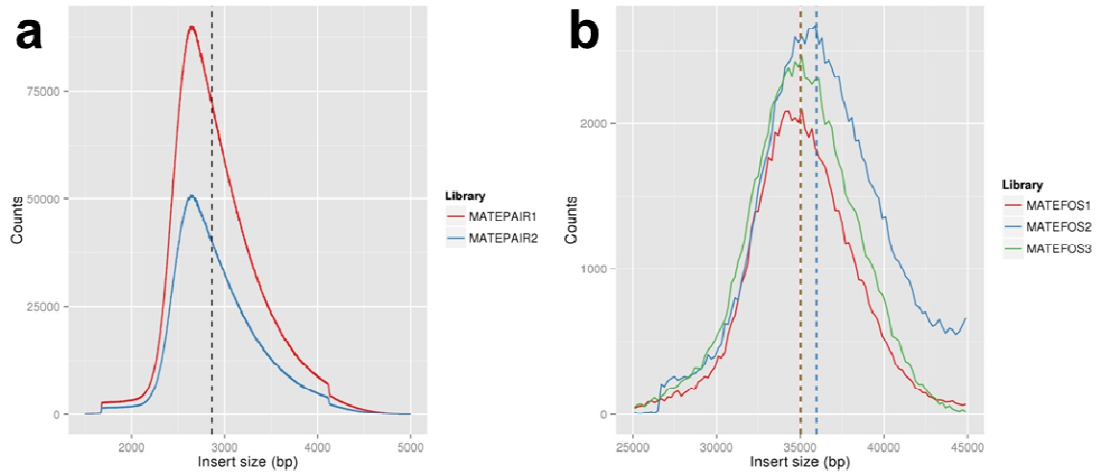 a
75000
50000
25000
0
Counts
2000
3000
4000
5000
Insert size (bp)
Library
MATEPAIR1
MATEPAIR2
b
2000
1000
0
Counts
25000
30000
35000
40000
45000
Insert size (bp)
Library
MATEFOS1
MATEFOS2
MATEFOS3